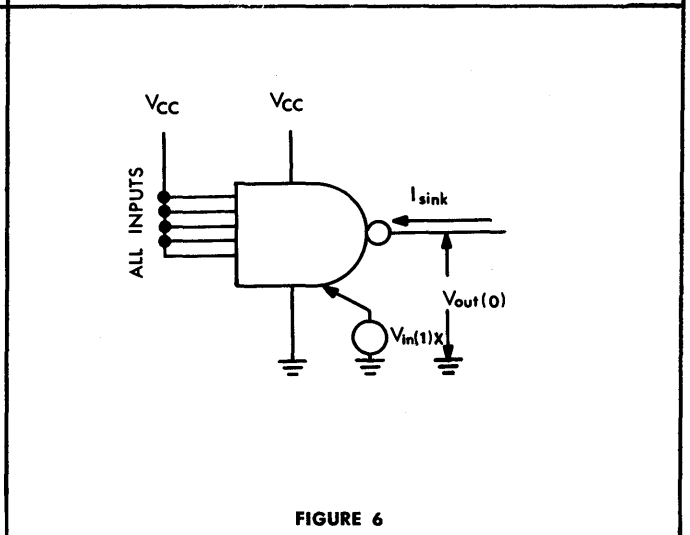 VCC
VCC
ALL INPUTS
Isink
Vout(0)
Vin(1)X
FIGURE 6